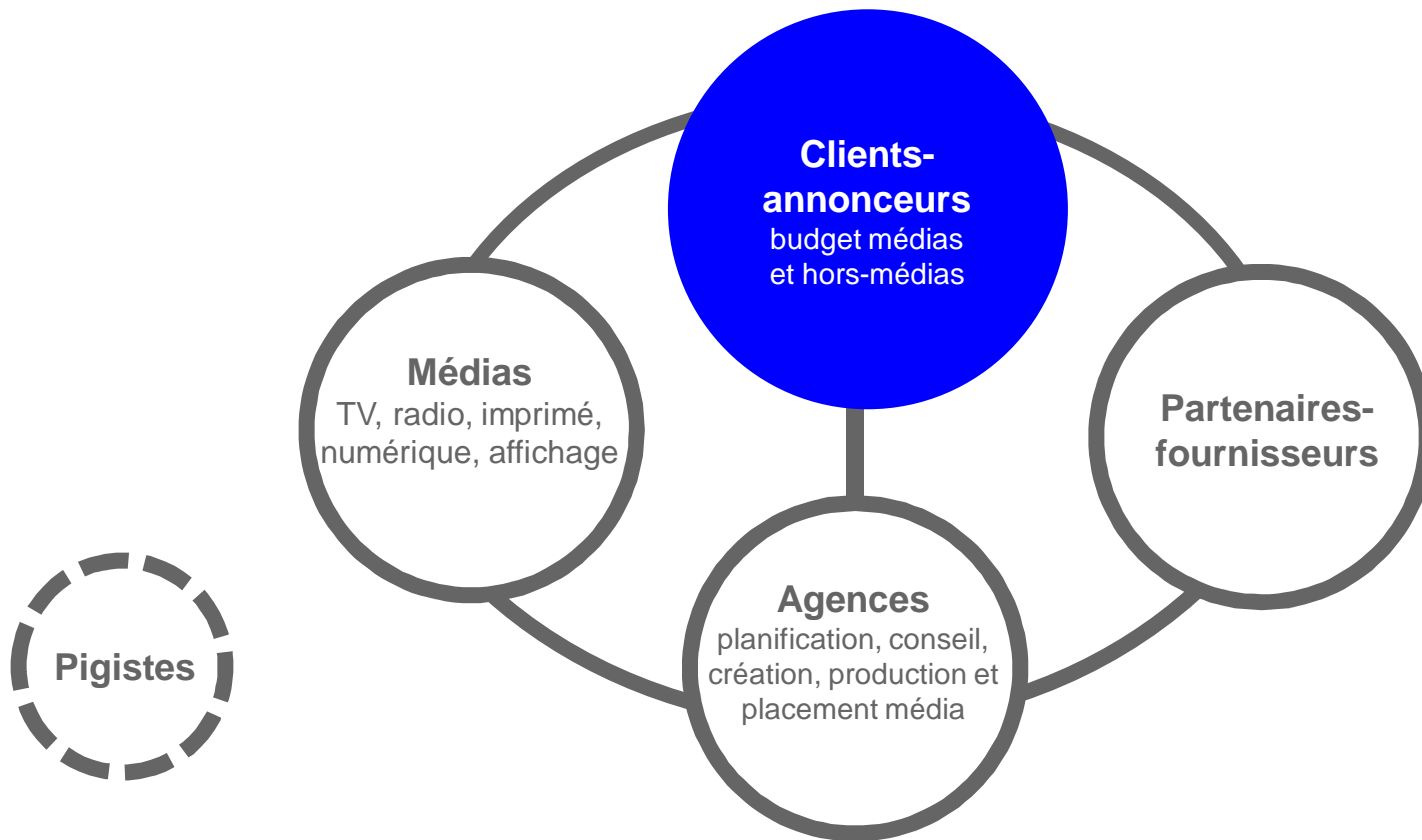 Clients-
annonceurs
budget médias
et hors-médias
Médias
TV, radio, imprimé,
numérique, affichage
Partenaires-
fournisseurs
Agences
planification, conseil,
création, production et
placement média
Pigistes